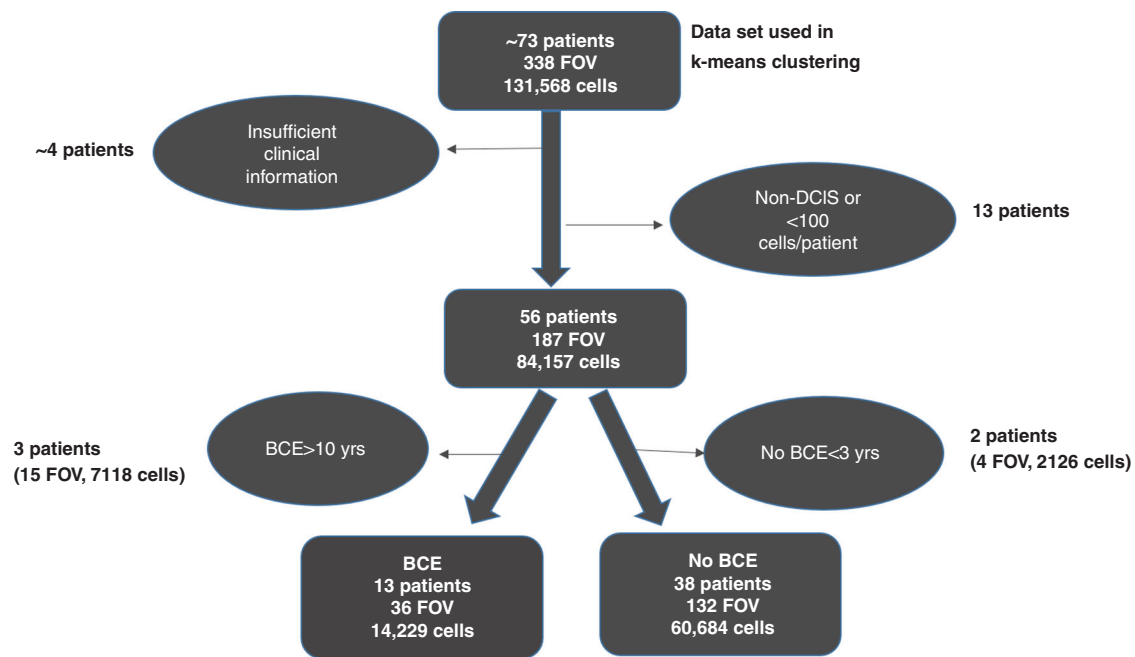 ~73 patients
338 FOV
131,568 cells
Data set used in
k-means clustering
~4 patients
Insufficient
clinical
information
Non-DCIS or
<100
cells/patient
13 patients
56 patients
187 FOV
84,157 cells
3 patients
(15 FOV, 7118 cells)
BCE>10 yrs
No BCE<3 yrs
2 patients
(4 FOV, 2126 cells)
BCE
13 patients
36 FOV
14,229 cells
No BCE
38 patients
132 FOV
60,684 cells